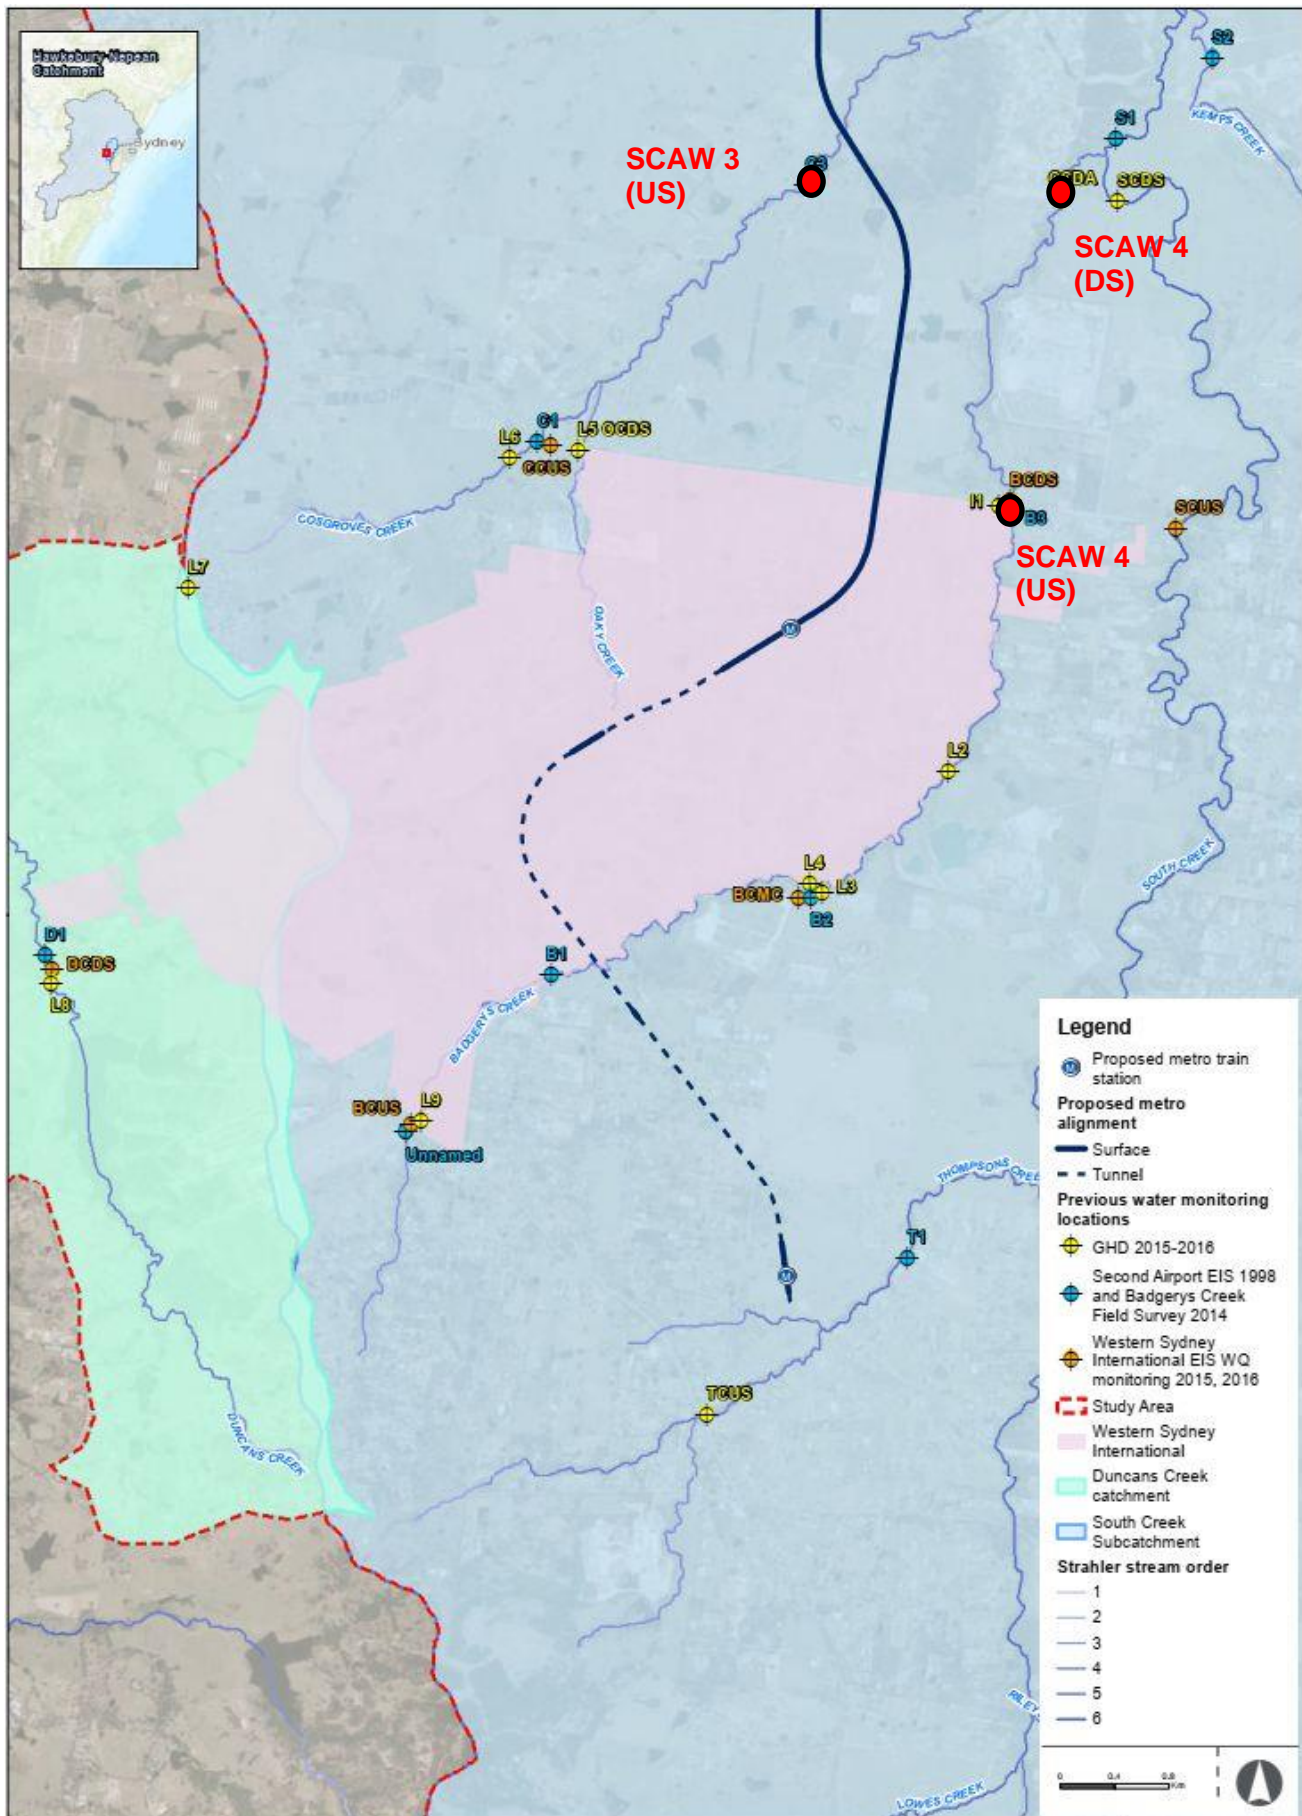 Hawkesbury-Nepean
Catchment
Sydney
S2
KEMPS CREEK
S1
SCAW 3
(US)
SCDS
SCAW 4
(DS)
C1
L6
L5 OCDS
CCUS
COSGROVES CREEK
BCDS
I1
B3
SCUS
SCAW 4
(US)
L7
OAKY CREEK
M
L2
SOUTH CREEK
L4
L3
BCMC
B2
D1
DCDS
L8
B1
BADGERYS CREEK
BCUS
L9
Unnamed
THOMPSONS CREE
T1
M
TCUS
DUNCANS CREEK
RILEY
LOWES CREEK
Legend
M
Proposed metro train
station
Proposed metro
alignment
Surface
Tunnel
Previous water monitoring
locations
GHD 2015-2016
Second Airport EIS 1998
and Badgerys Creek
Field Survey 2014
Western Sydney
International EIS WQ
monitoring 2015, 2016
Study Area
Western Sydney
International
Duncans Creek
catchment
South Creek
Subcatchment
Strahler stream order
1
2
3
4
5
6
0 0.4 0.8
Km